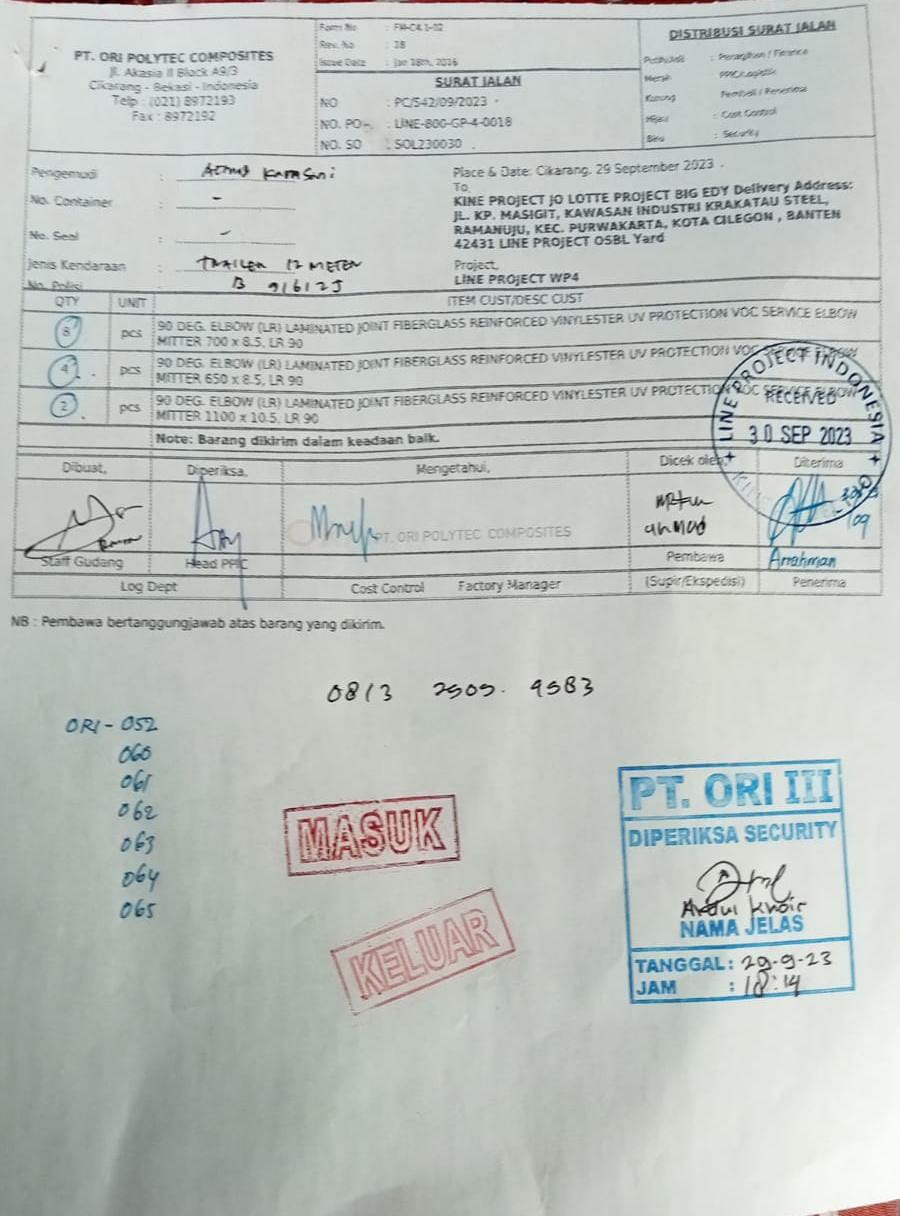 PT. ORI POLYTEC COMPOSITES
Jl. Akasia II Block A9/3
Cikarang - Bekasi - Indonesia
Telp : (021) 8972193
Fax : 8972192
Form No : FM-C4.1-02
Rev. No : 18
Issue Date : Jan 18th, 2016
SURAT JALAN
NO : PC/542/09/2023
NO. PO : LINE-B0G-GP-4-0018
NO. SO : SOL230030
DISTRIBUSI SURAT JALAN
Putih/Asli : Penagihan / Finance
Merah PPIC/Logistik
Kuning Pembeli / Penerima
Hijau : Cost Control
Biru : Security
Pengemudi :
No. Container : -
No. Seal : -
Jenis Kendaraan : TRAILER 12 METER
No. Polisi B 9161 2J
Place & Date: Cikarang, 29 September 2023
To,
KINE PROJECT JO LOTTE PROJECT BIG EDY Delivery Address:
JL. KP. MASIGIT, KAWASAN INDUSTRI KRAKATAU STEEL,
RAMANUJU, KEC. PURWAKARTA, KOTA CILEGON , BANTEN
42431 LINE PROJECT OSBL Yard
Project,
LINE PROJECT WP4
QTY UNIT ITEM CUST/DESC CUST
8 pcs 90 DEG. ELBOW (LR) LAMINATED JOINT FIBERGLASS REINFORCED VINYLESTER UV PROTECTION VOC SERVICE ELBOW
MITTER 700 x 8.5, LR 90
4 pcs 90 DEG. ELBOW (LR) LAMINATED JOINT FIBERGLASS REINFORCED VINYLESTER UV PROTECTION VOC SERVICE ELBOW
MITTER 650 x 8.5, LR 90
2 pcs 90 DEG. ELBOW (LR) LAMINATED JOINT FIBERGLASS REINFORCED VINYLESTER UV PROTECTION VOC SERVICE ELBOW
MITTER 1100 x 10.5, LR 90
Note: Barang dikirim dalam keadaan baik.
LINE PROJECT INDONESIA
RECEIVED
30 SEP 2023
Dibuat, Diperiksa, Mengetahui, Dicek oleh, Diterima
PT. ORI POLYTEC COMPOSITES
ahmad
Arrahman
Staff Gudang Head PPIC Pembawa
Log Dept Cost Control Factory Manager (Supir/Ekspedisi) Penerima
NB : Pembawa bertanggungjawab atas barang yang dikirim.
0813 2505. 9583
ORI - 052
060
061
062
063
064
065
MASUK
KELUAR
PT. ORI III
DIPERIKSA SECURITY
Abdul Khoir
NAMA JELAS
TANGGAL: 29-9-23
JAM : 18:14